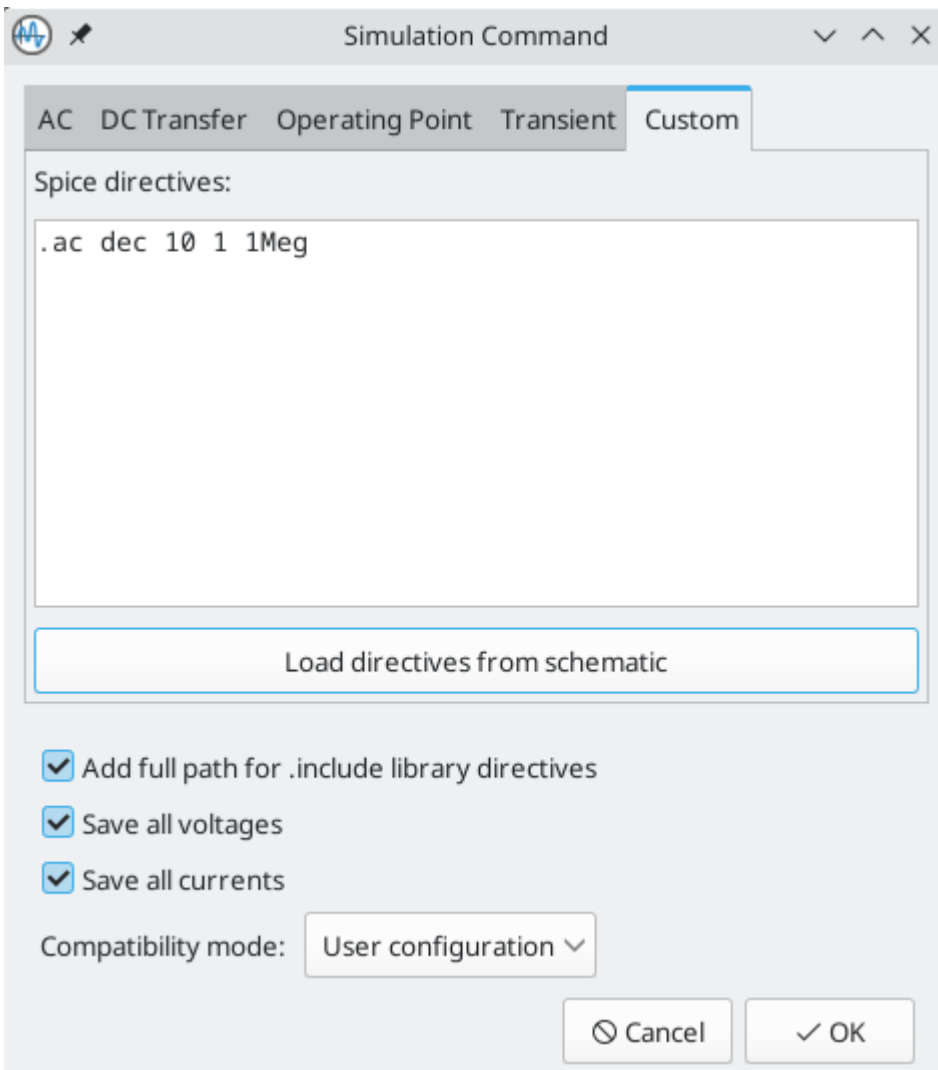 Simulation Command
AC DC Transfer Operating Point Transient Custom
Spice directives:
.ac dec 10 1 1Meg
Load directives from schematic
Add full path for .include library directives
Save all voltages
Save all currents
Compatibility mode: User configuration
Cancel OK